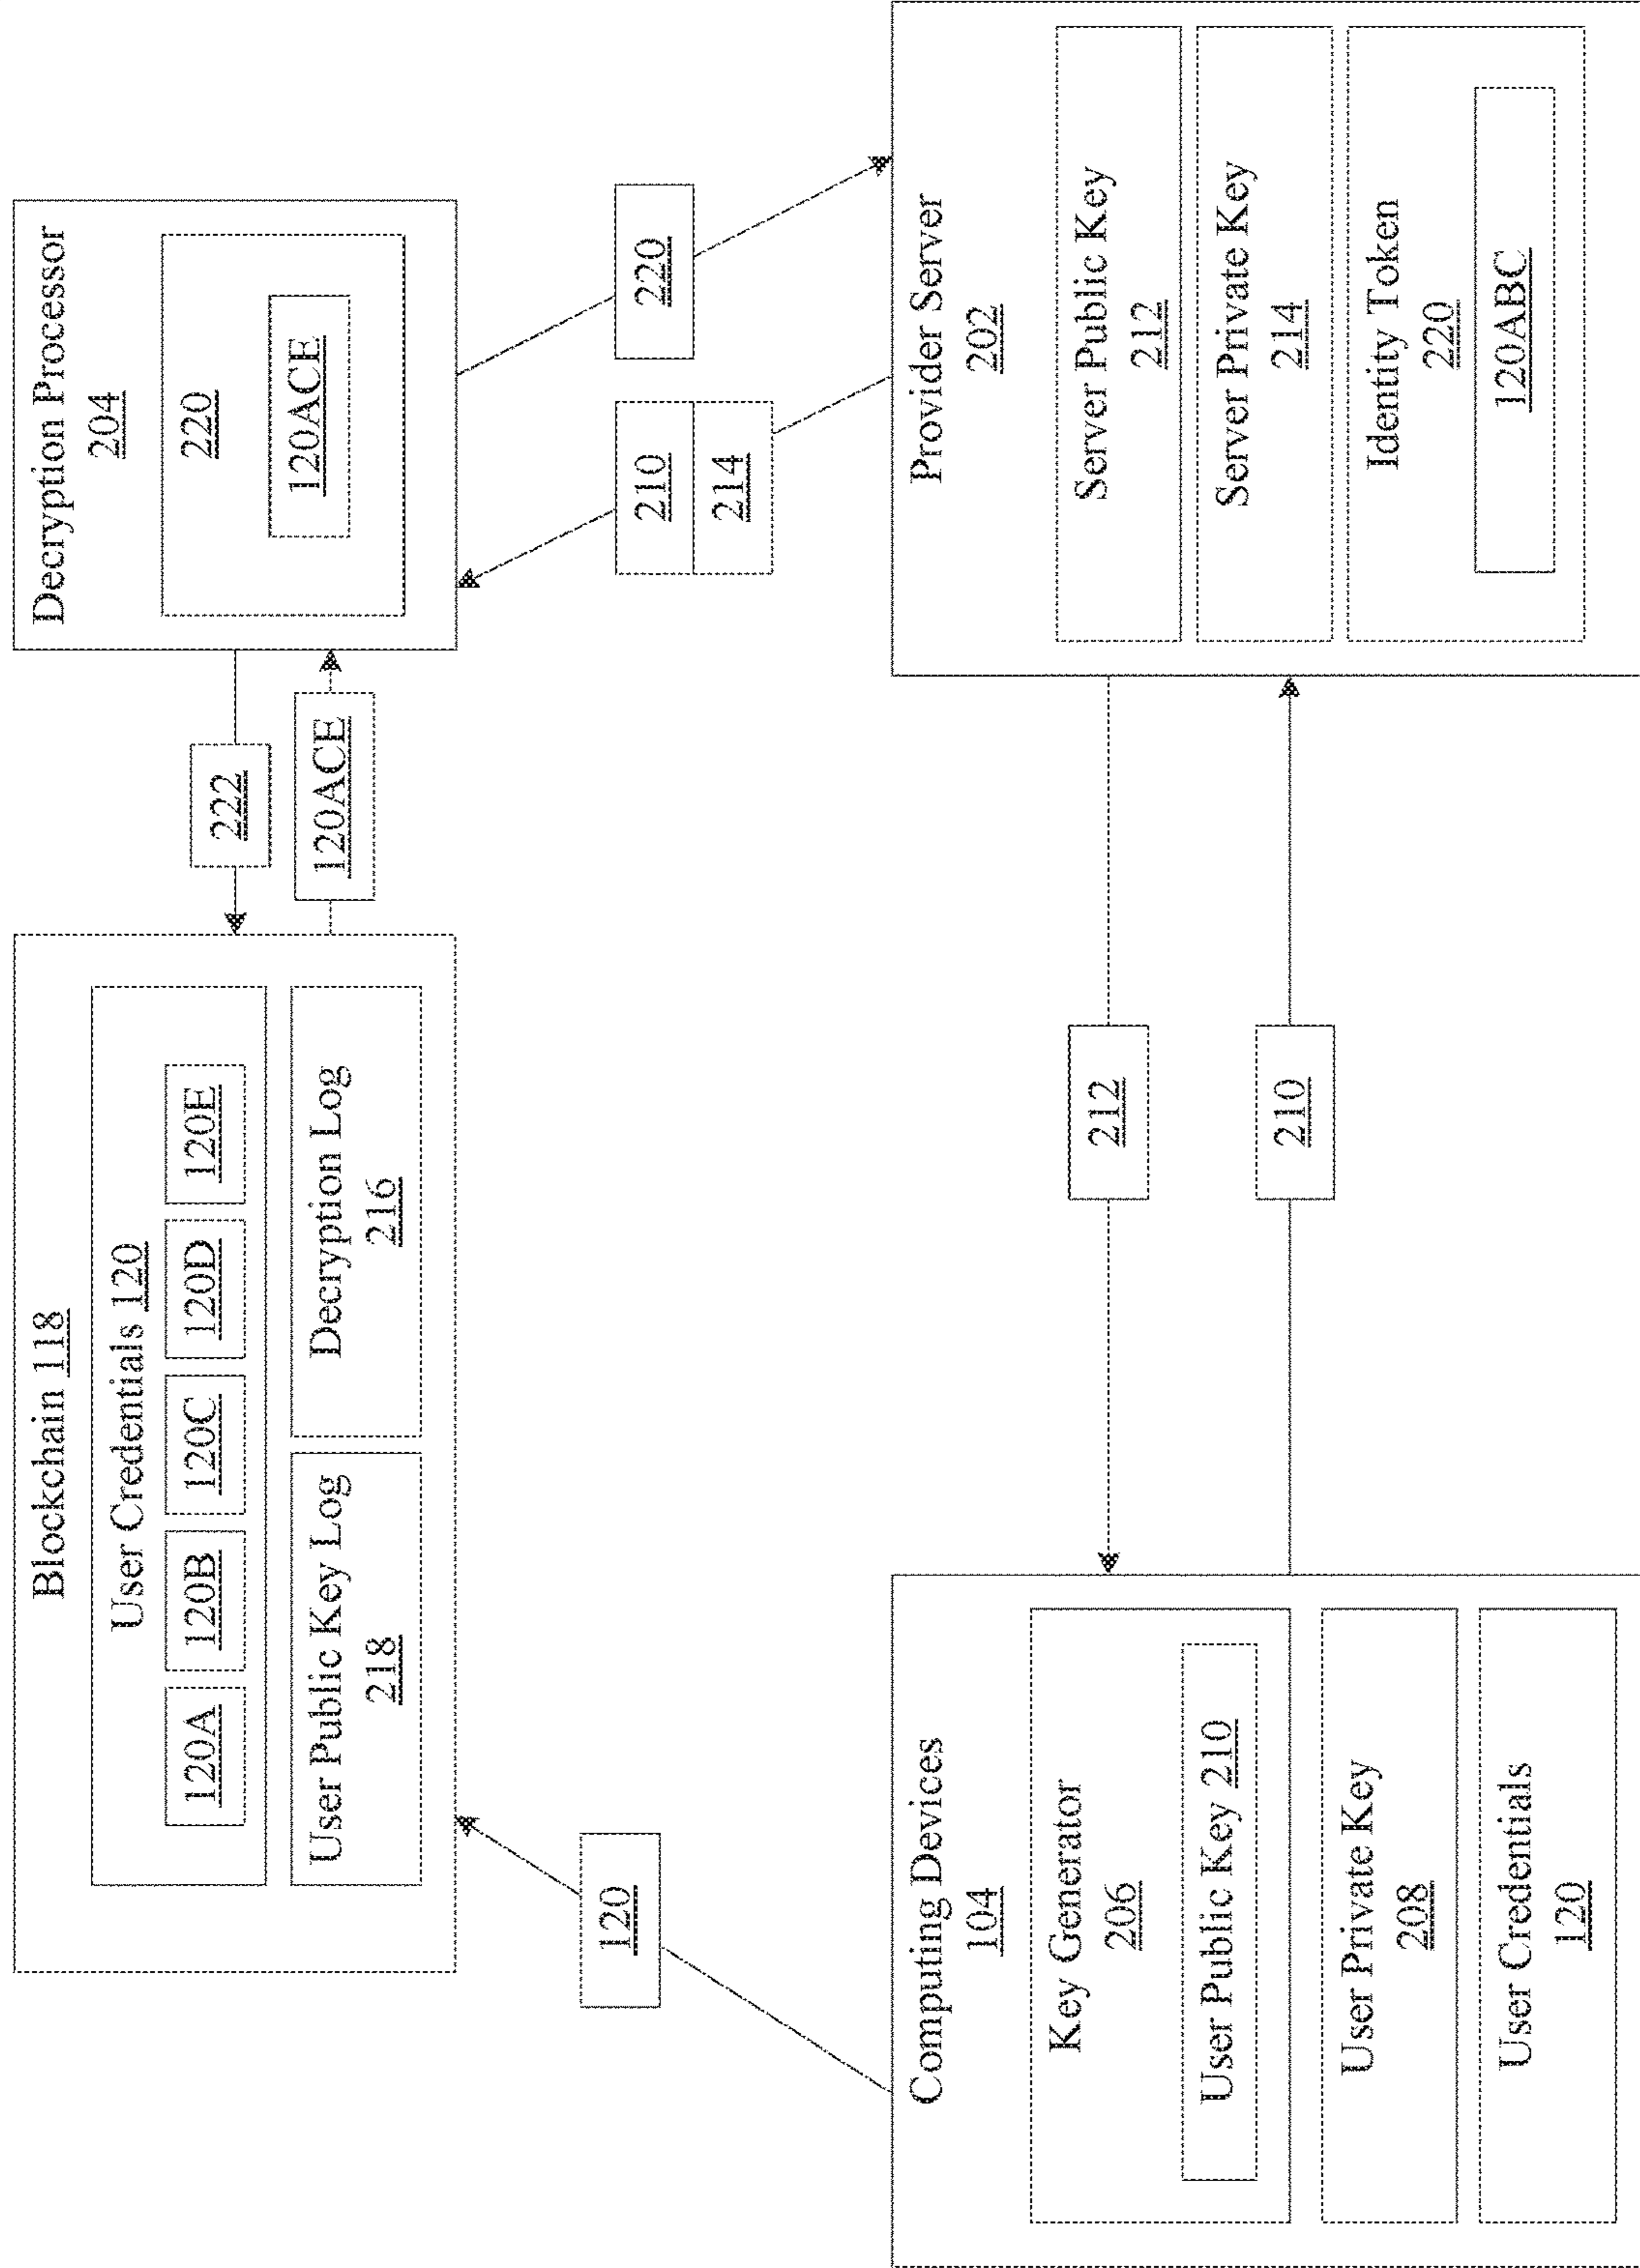 Blockchain 118
User Credentials 120
120A
120B
120C
120D
120E
User Public Key Log
218
Decryption Log
216
222
120ACE
Decryption Processor
204
220
120ACE
120
210
214
220
Computing Devices
104
Key Generator
206
User Public Key 210
User Private Key
208
User Credentials
120
212
210
Provider Server
202
Server Public Key
212
Server Private Key
214
Identity Token
220
120ABC